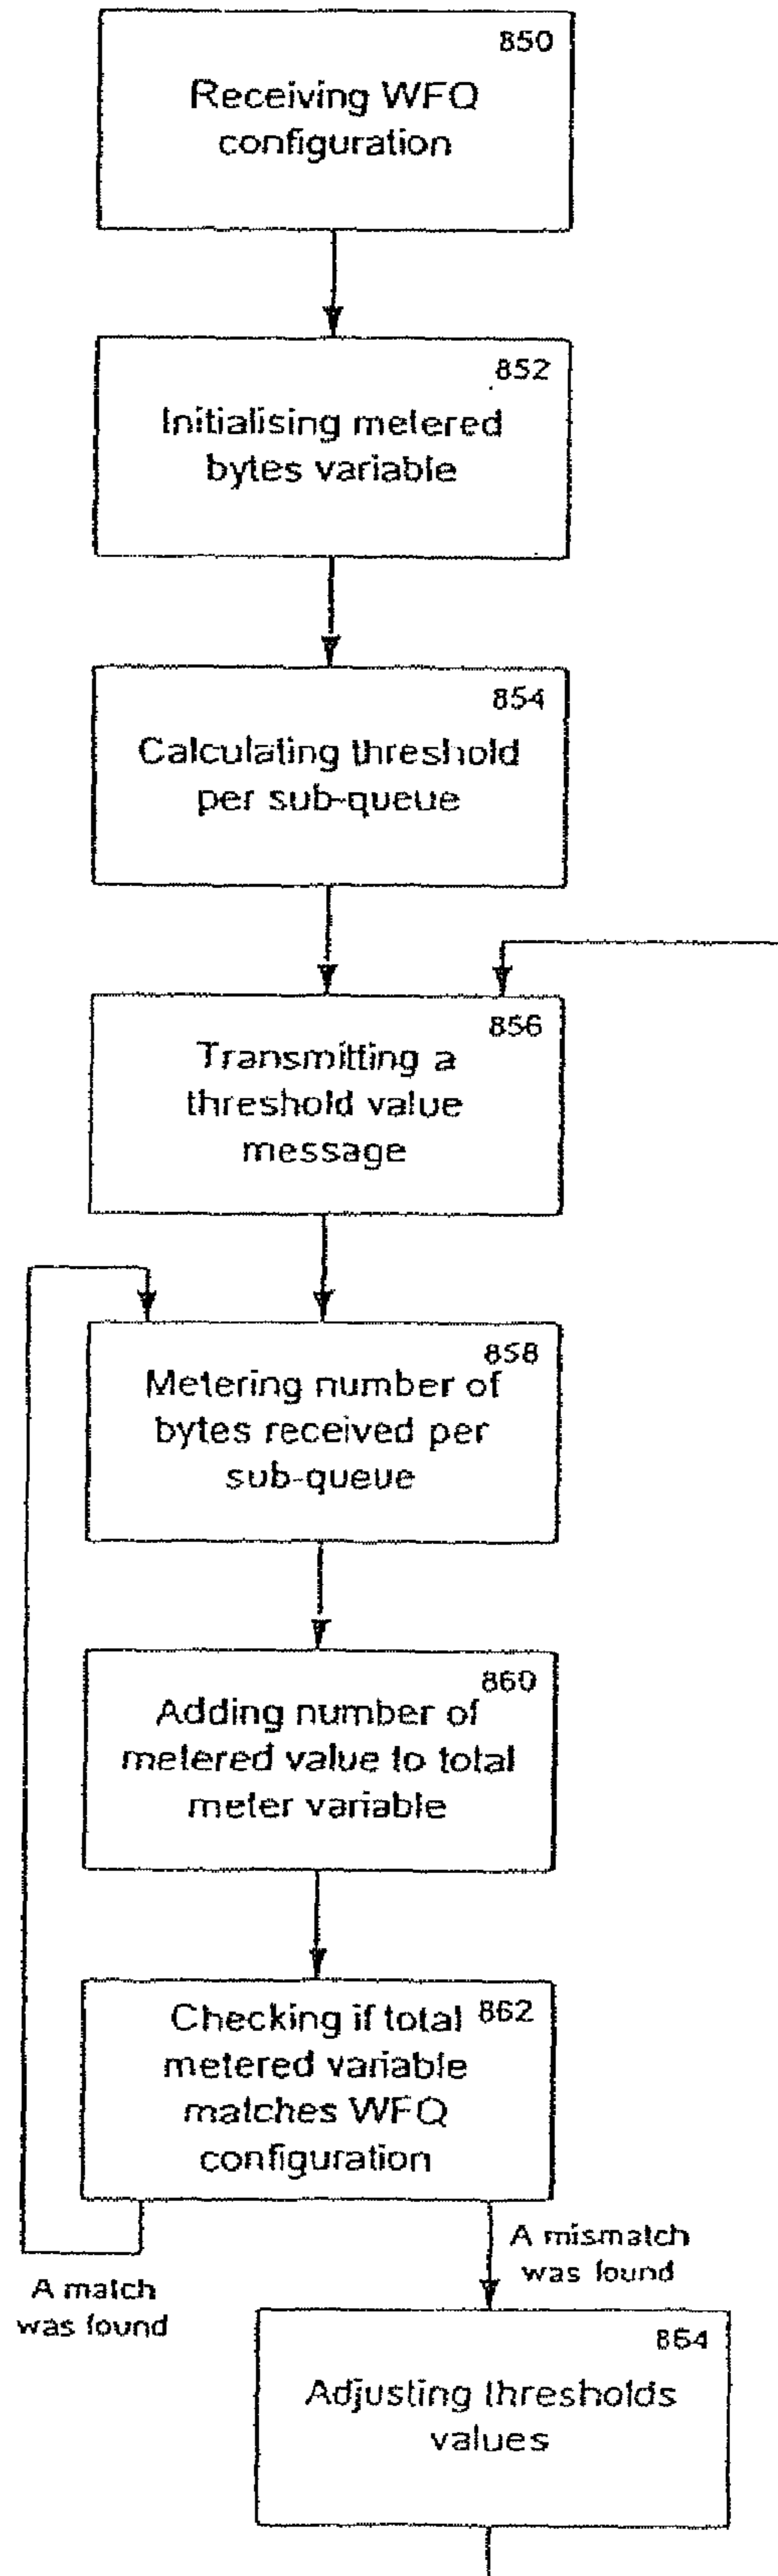 850
Receiving WFQ
configuration
852
Initialising metered
bytes variable
854
Calculating threshold
per sub-queue
856
Transmitting a
threshold value
message
858
Metering number of
bytes received per
sub-queue
860
Adding number of
metered value to total
meter variable
Checking if total 862
metered variable
matches WFQ
configuration
A mismatch
was found
A match
was found
864
Adjusting thresholds
values